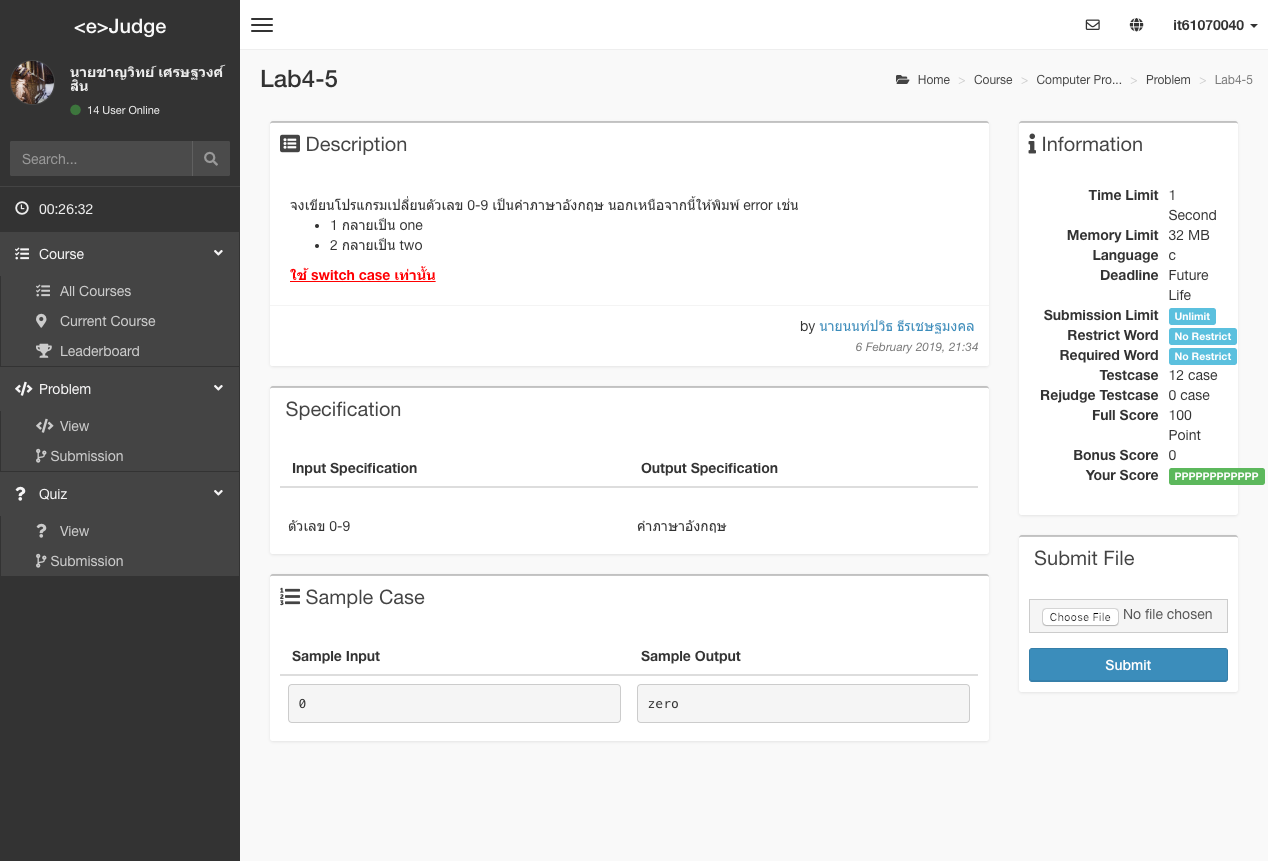 <e>Judge
it61070040
นายชาญวิทย์ เศรษฐวงศ์
สิน
14 User Online
Search...
00:26:32
Course
All Courses
Current Course
Leaderboard
Problem
View
Submission
Quiz
View
Submission
Lab4-5
Home > Course > Computer Pro... > Problem > Lab4-5
Description
จงเขียนโปรแกรมเปลี่ยนตัวเลข 0-9 เป็นค่าภาษาอังกฤษ นอกเหนือจากนี้ให้พิมพ์ error เช่น
• 1 กลายเป็น one
• 2 กลายเป็น two
ใช้ switch case เท่านั้น
by นายนนท์ปวิธ ธีรเชษฐมงคล
6 February 2019, 21:34
Specification
Input Specification Output Specification
ตัวเลข 0-9 ค่าภาษาอังกฤษ
Sample Case
Sample Input Sample Output
0 zero
Information
Time Limit 1
Second
Memory Limit 32 MB
Language c
Deadline Future
Life
Submission Limit Unlimit
Restrict Word No Restrict
Required Word No Restrict
Testcase 12 case
Rejudge Testcase 0 case
Full Score 100
Point
Bonus Score 0
Your Score PPPPPPPPPPPP
Submit File
Choose File No file chosen
Submit